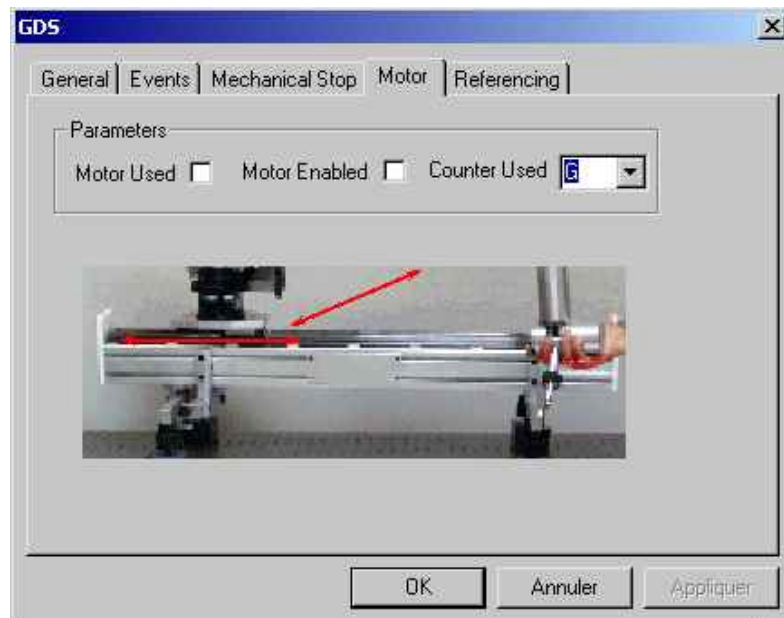 GDS
General Events Mechanical Stop Motor Referencing
Parameters
Motor Used Motor Enabled Counter Used G
OK Annuler Appliquer